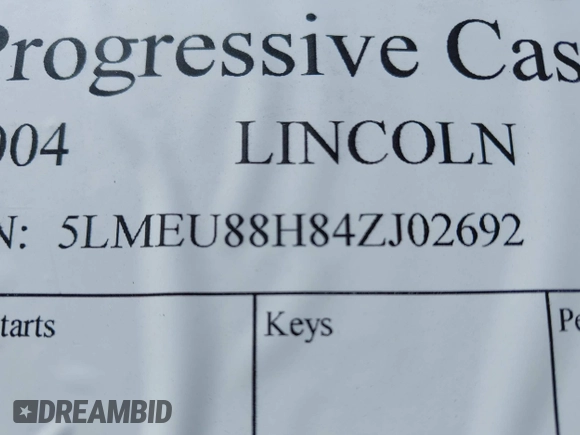 Progressive Cas
004 LINCOLN
N: 5LMEU88H84ZJ02692
tarts Keys Pe
DREAMBID